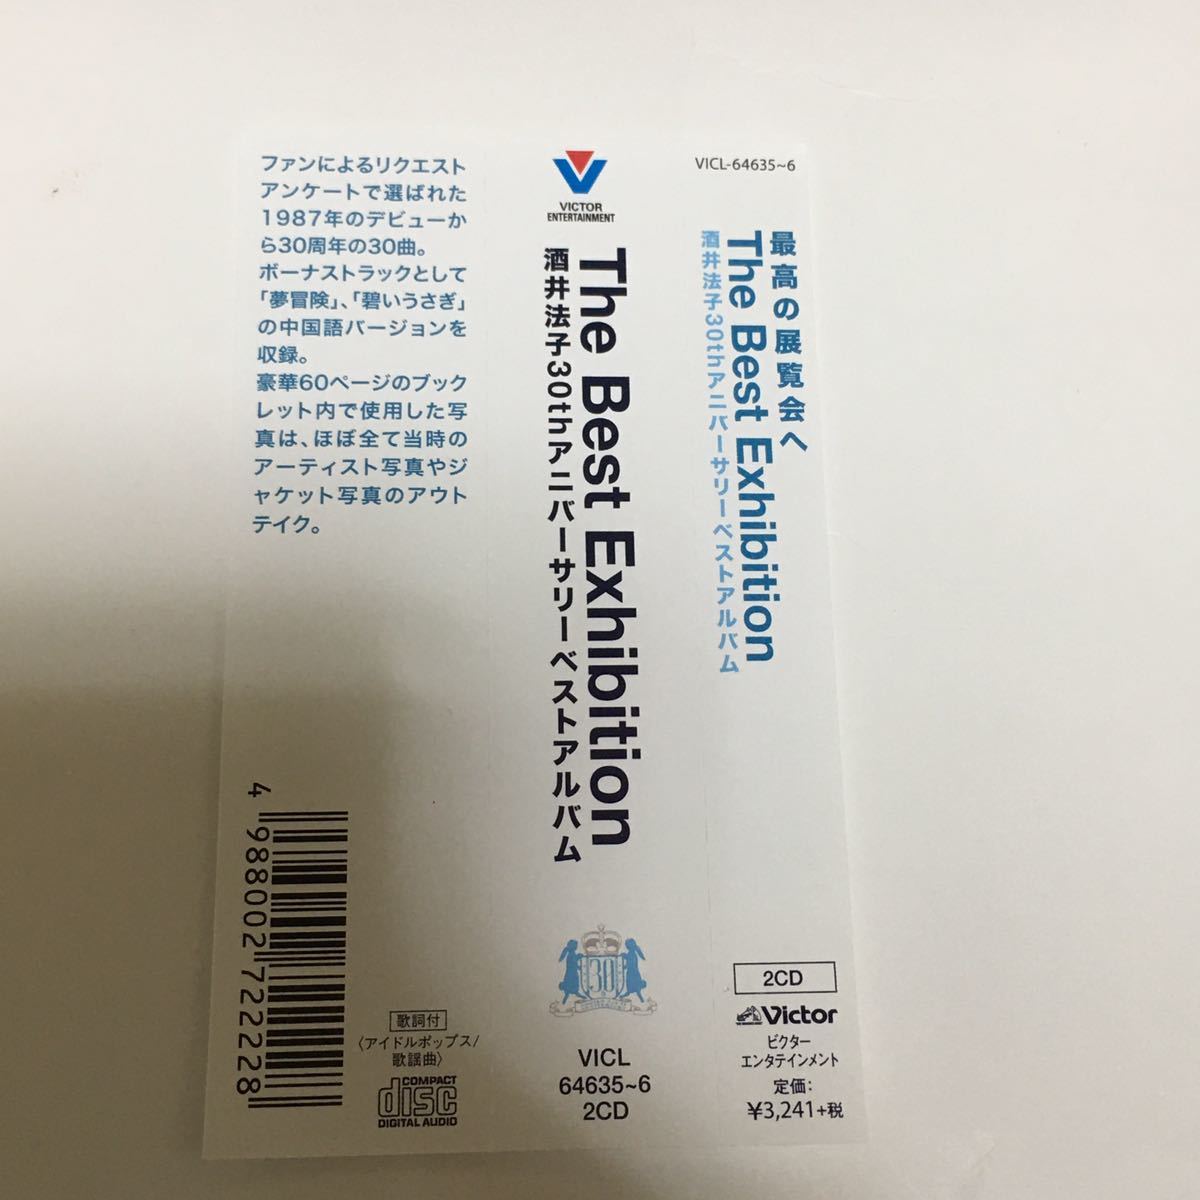 ファンによるリクエスト
アンケートで選ばれた
1987年のデビューか
ら30周年の30曲。
ボーナストラックとして
「夢冒険」、「碧いうさぎ」
の中国語バージョンを
収録。
豪華60ページのブック
レット内で使用した写
真は、ほぼ全て当時の
アーティスト写真やジ
ャケット写真のアウト
テイク。
4 988002 722228
歌詞付
〈アイドルポップス/
歌謡曲〉
COMPACT
disc
DIGITAL AUDIO
VICTOR
ENTERTAINMENT
The Best Exhibition
酒井法子30thアニバーサリーベストアルバム
30
VICL
64635~6
2CD
VICL-64635~6
最高の展覧会へ
The Best Exhibition
酒井法子30thアニバーサリーベストアルバム
2CD
Victor
ビクター
エンタテインメント
定価:
¥3,241+税